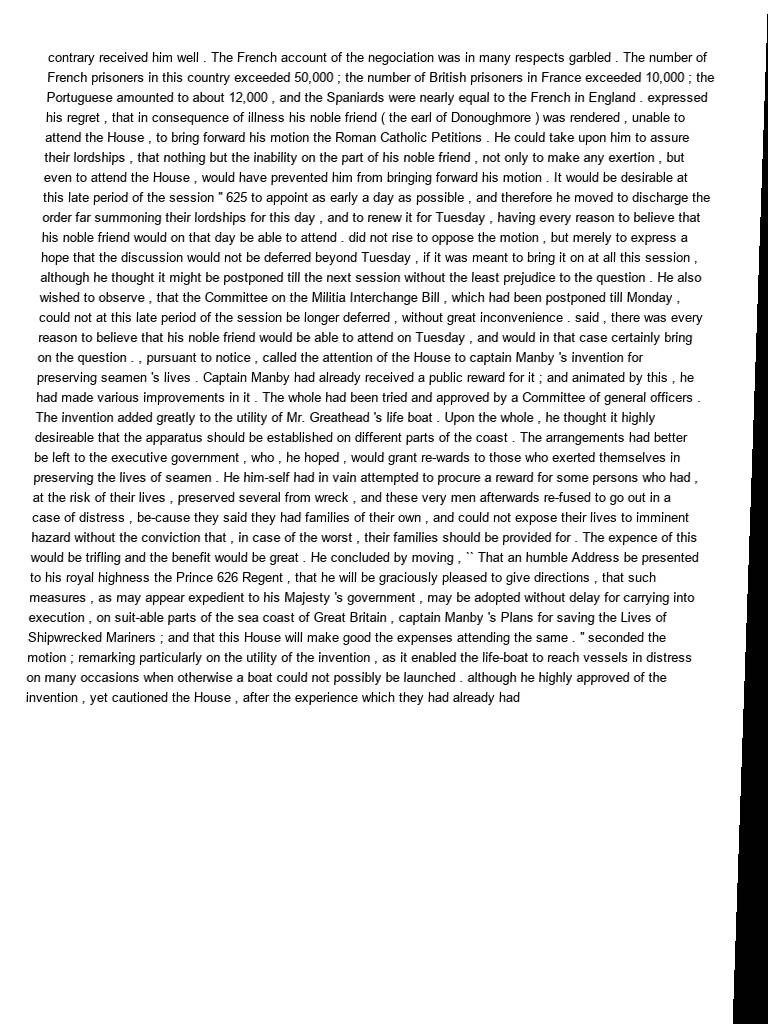 contrary received him well . The French account of the negociation was in many respects garbled . The number of
French prisoners in this country exceeded 50,000 ; the number of British prisoners in France exceeded 10,000 ; the
Portuguese amounted to about 12,000 , and the Spaniards were nearly equal to the French in England . expressed
his regret , that in consequence of illness his noble friend ( the earl of Donoughmore ) was rendered , unable to
attend the House , to bring forward his motion the Roman Catholic Petitions . He could take upon him to assure
their lordships , that nothing but the inability on the part of his noble friend , not only to make any exertion , but
even to attend the House , would have prevented him from bringing forward his motion . It would be desirable at
this late period of the session " 625 to appoint as early a day as possible , and therefore he moved to discharge the
order far summoning their lordships for this day , and to renew it for Tuesday , having every reason to believe that
his noble friend would on that day be able to attend . did not rise to oppose the motion , but merely to express a
hope that the discussion would not be deferred beyond Tuesday , if it was meant to bring it on at all this session ,
although he thought it might be postponed till the next session without the least prejudice to the question . He also
wished to observe , that the Committee on the Militia Interchange Bill , which had been postponed till Monday ,
could not at this late period of the session be longer deferred , without great inconvenience . said , there was every
reason to believe that his noble friend would be able to attend on Tuesday , and would in that case certainly bring
on the question . , pursuant to notice , called the attention of the House to captain Manby 's invention for
preserving seamen 's lives . Captain Manby had already received a public reward for it ; and animated by this , he
had made various improvements in it . The whole had been tried and approved by a Committee of general officers .
The invention added greatly to the utility of Mr. Greathead 's life boat . Upon the whole , he thought it highly
desireable that the apparatus should be established on different parts of the coast . The arrangements had better
be left to the executive government , who , he hoped , would grant re-wards to those who exerted themselves in
preserving the lives of seamen . He him-self had in vain attempted to procure a reward for some persons who had ,
at the risk of their lives , preserved several from wreck , and these very men afterwards re-fused to go out in a
case of distress , be-cause they said they had families of their own , and could not expose their lives to imminent
hazard without the conviction that , in case of the worst , their families should be provided for . The expence of this
would be trifling and the benefit would be great . He concluded by moving , `` That an humble Address be presented
to his royal highness the Prince 626 Regent , that he will be graciously pleased to give directions , that such
measures , as may appear expedient to his Majesty 's government , may be adopted without delay for carrying into
execution , on suit-able parts of the sea coast of Great Britain , captain Manby 's Plans for saving the Lives of
Shipwrecked Mariners ; and that this House will make good the expenses attending the same . " seconded the
motion ; remarking particularly on the utility of the invention , as it enabled the life-boat to reach vessels in distress
on many occasions when otherwise a boat could not possibly be launched . although he highly approved of the
invention , yet cautioned the House , after the experience which they had already had